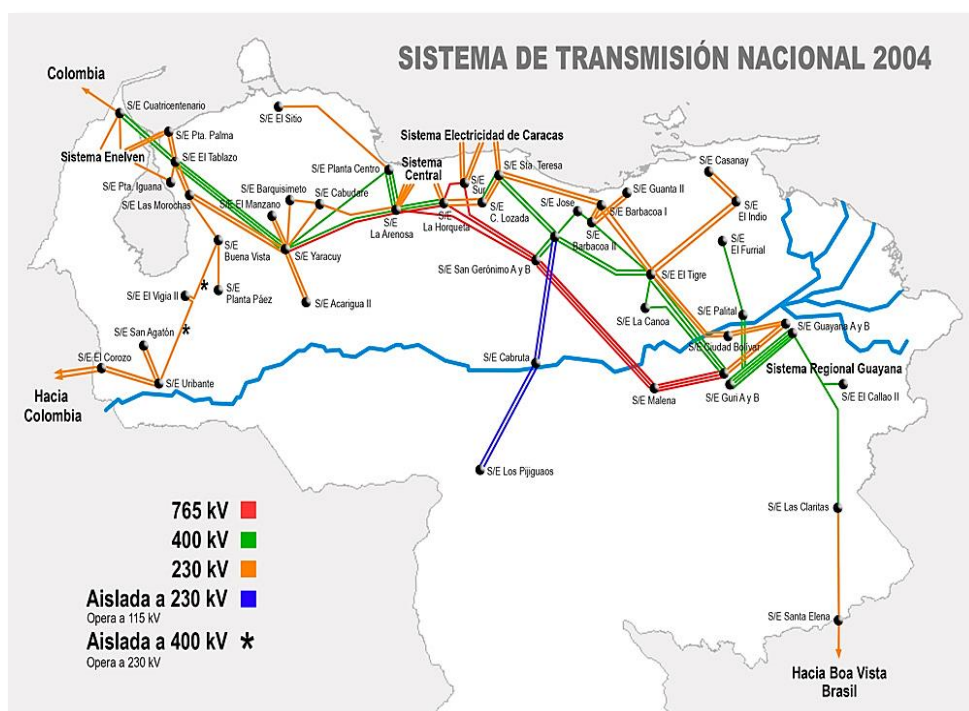 SISTEMA DE TRANSMISIÓN NACIONAL 2004
Colombia
S/E Cuatricentenario
S/E El Sitio
S/E Pta. Palma
Sistema Electricidad de Caracas
Sistema Enelven
S/E El Tablazo
S/E Planta Centro
Sistema
Central
S/E Sta. Teresa
S/E Casanay
S/E Pta. Iguana
S/E Barquisimeto
S/E
Sur
S/E Guanta II
S/E Las Morochas
S/E Cabudare
S/E El Manzano
S/E
La Arenosa
S/E
La Horqueta
S/E
C. Lozada
S/E Jose
S/E Barbacoa I
S/E
El Indio
S/E
Barbacoa II
S/E
Buena Vista
S/E Yaracuy
S/E San Gerónimo A y B
S/E El Tigre
S/E
El Furrial
S/E El Vigia II
S/E
Planta Páez
S/E Acarigua II
S/E La Canoa
S/E Palital
S/E Guayana A y B
S/E San Agatón
S/E Ciudad Bolívar
S/E El Corozo
S/E Uribante
S/E Cabruta
Sistema Regional Guayana
Hacia
Colombia
S/E Malena
S/E Guri A y B
S/E El Callao II
S/E Los Pijiguaos
S/E Las Claritas
765 kV
400 kV
230 kV
Aislada a 230 kV
Opera a 115 kV
Aislada a 400 kV *
Opera a 230 kV
S/E Santa Elena
Hacia Boa Vista
Brasil